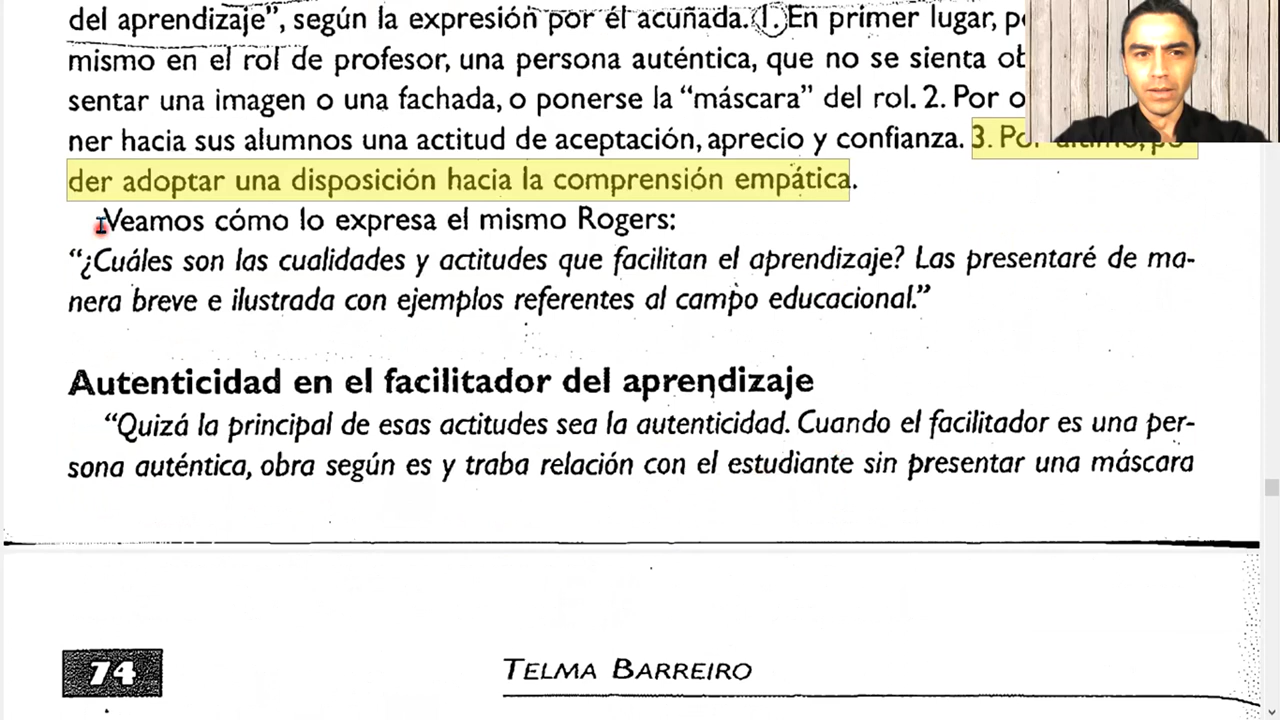 del aprendizaje”, según la expresión por él acuñada. 1. En primer lugar,
mismo en el rol de profesor, una persona auténtica, que no se sienta
sentar una imagen o una fachada, o ponerse la “máscara” del rol. 2. Por
ner hacia sus alumnos una actitud de aceptación, aprecio y confianza. 3. Por último, po-
der adoptar una disposición hacia la comprensión empática.
Veamos cómo lo expresa el mismo Rogers:
“¿Cuáles son las cualidades y actitudes que facilitan el aprendizaje? Las presentaré de ma-
nera breve e ilustrada con ejemplos referentes al campo educacional.”
Autenticidad en el facilitador del aprendizaje
“Quizá la principal de esas actitudes sea la autenticidad. Cuando el facilitador es una per-
sona auténtica, obra según es y traba relación con el estudiante sin presentar una máscara
74 TELMA BARREIRO